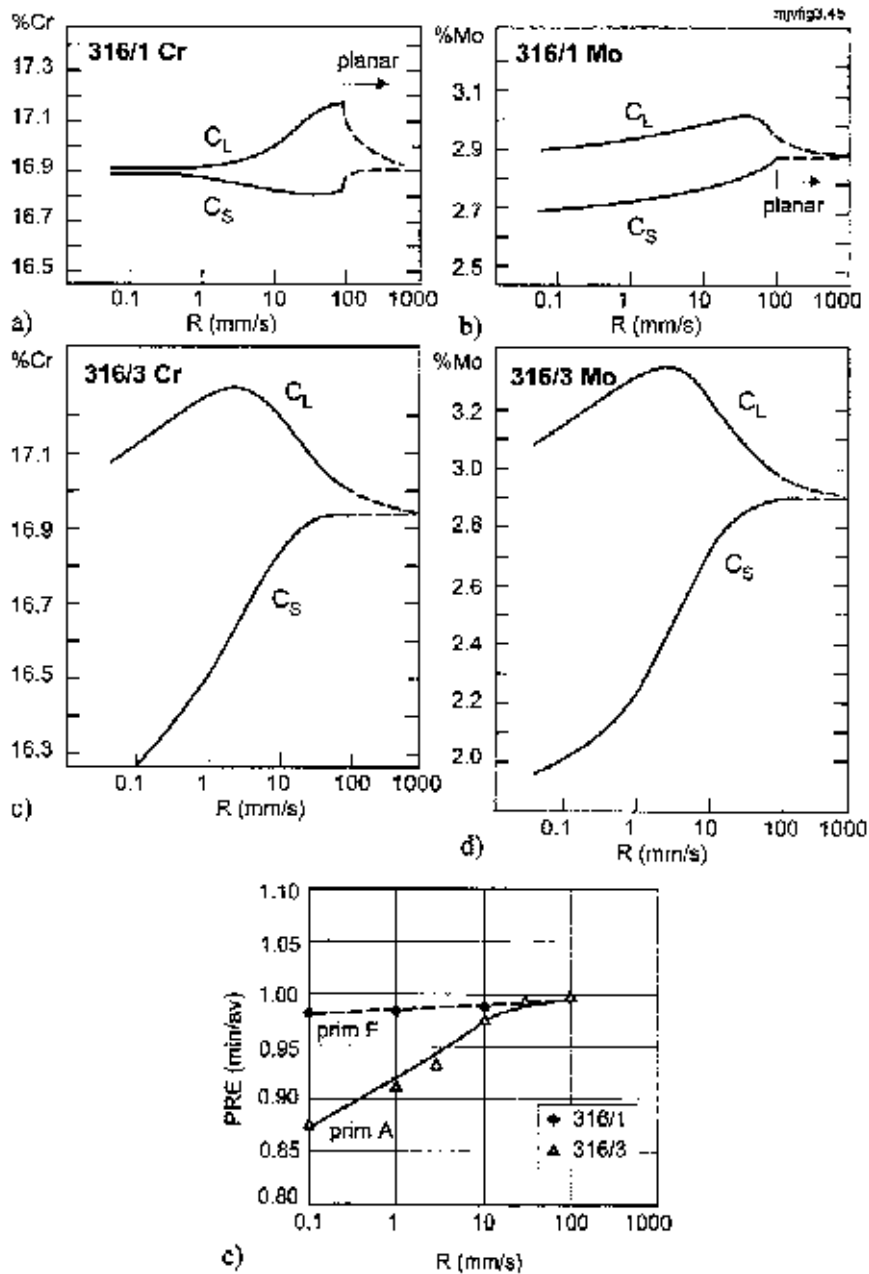 mjvfig3.45
%Cr
316/1 Cr
planar
17.3
17.1
16.9
16.7
16.5
C_L
C_S
0.1 1 10 100 1000
a) R (mm/s)
%Mo
316/1 Mo
3.1
2.9
2.7
2.5
C_L
C_S
planar
0.1 1 10 100 1000
b) R (mm/s)
%Cr
316/3 Cr
17.1
16.9
16.7
16.5
16.3
C_L
C_S
0.1 1 10 100 1000
c) R (mm/s)
%Mo
316/3 Mo
3.2
3.0
2.8
2.6
2.4
2.2
2.0
C_L
C_S
0.1 1 10 100 1000
d) R (mm/s)
PRE (min/av)
1.10
1.05
1.00
0.95
0.90
0.85
0.80
prim F
prim A
316/1
316/3
0.1 1 10 100 1000
e) R (mm/s)